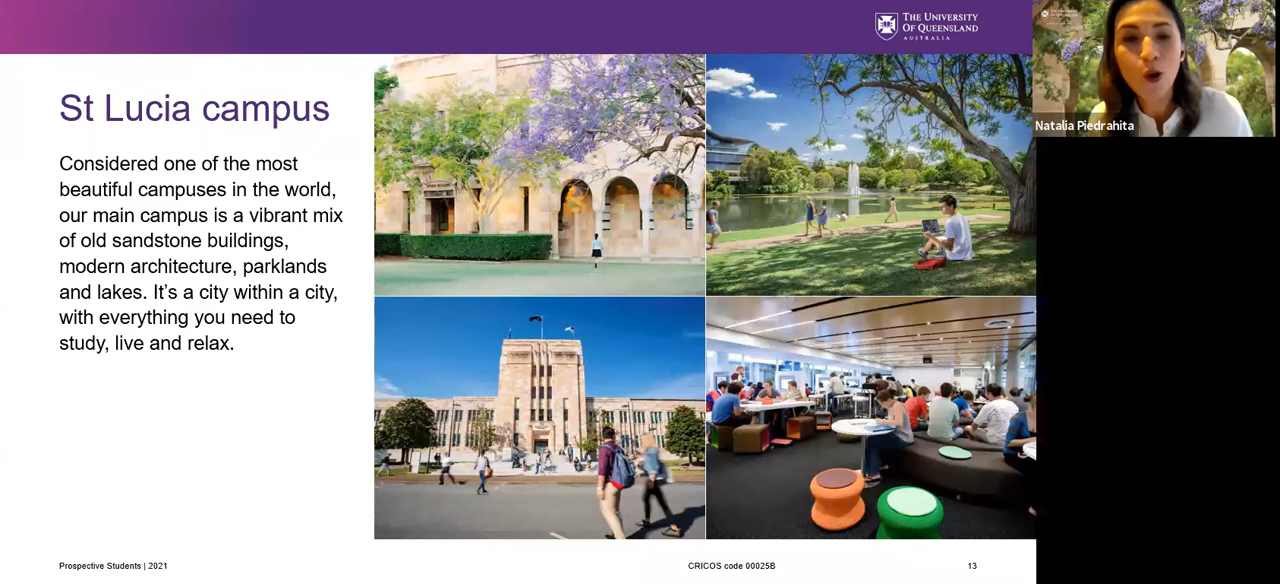 THE UNIVERSITY
OF QUEENSLAND
AUSTRALIA
Natalia Piedrahita
St Lucia campus
Considered one of the most
beautiful campuses in the world,
our main campus is a vibrant mix
of old sandstone buildings,
modern architecture, parklands
and lakes. It’s a city within a city,
with everything you need to
study, live and relax.
Prospective Students | 2021
CRICOS code 00025B
13